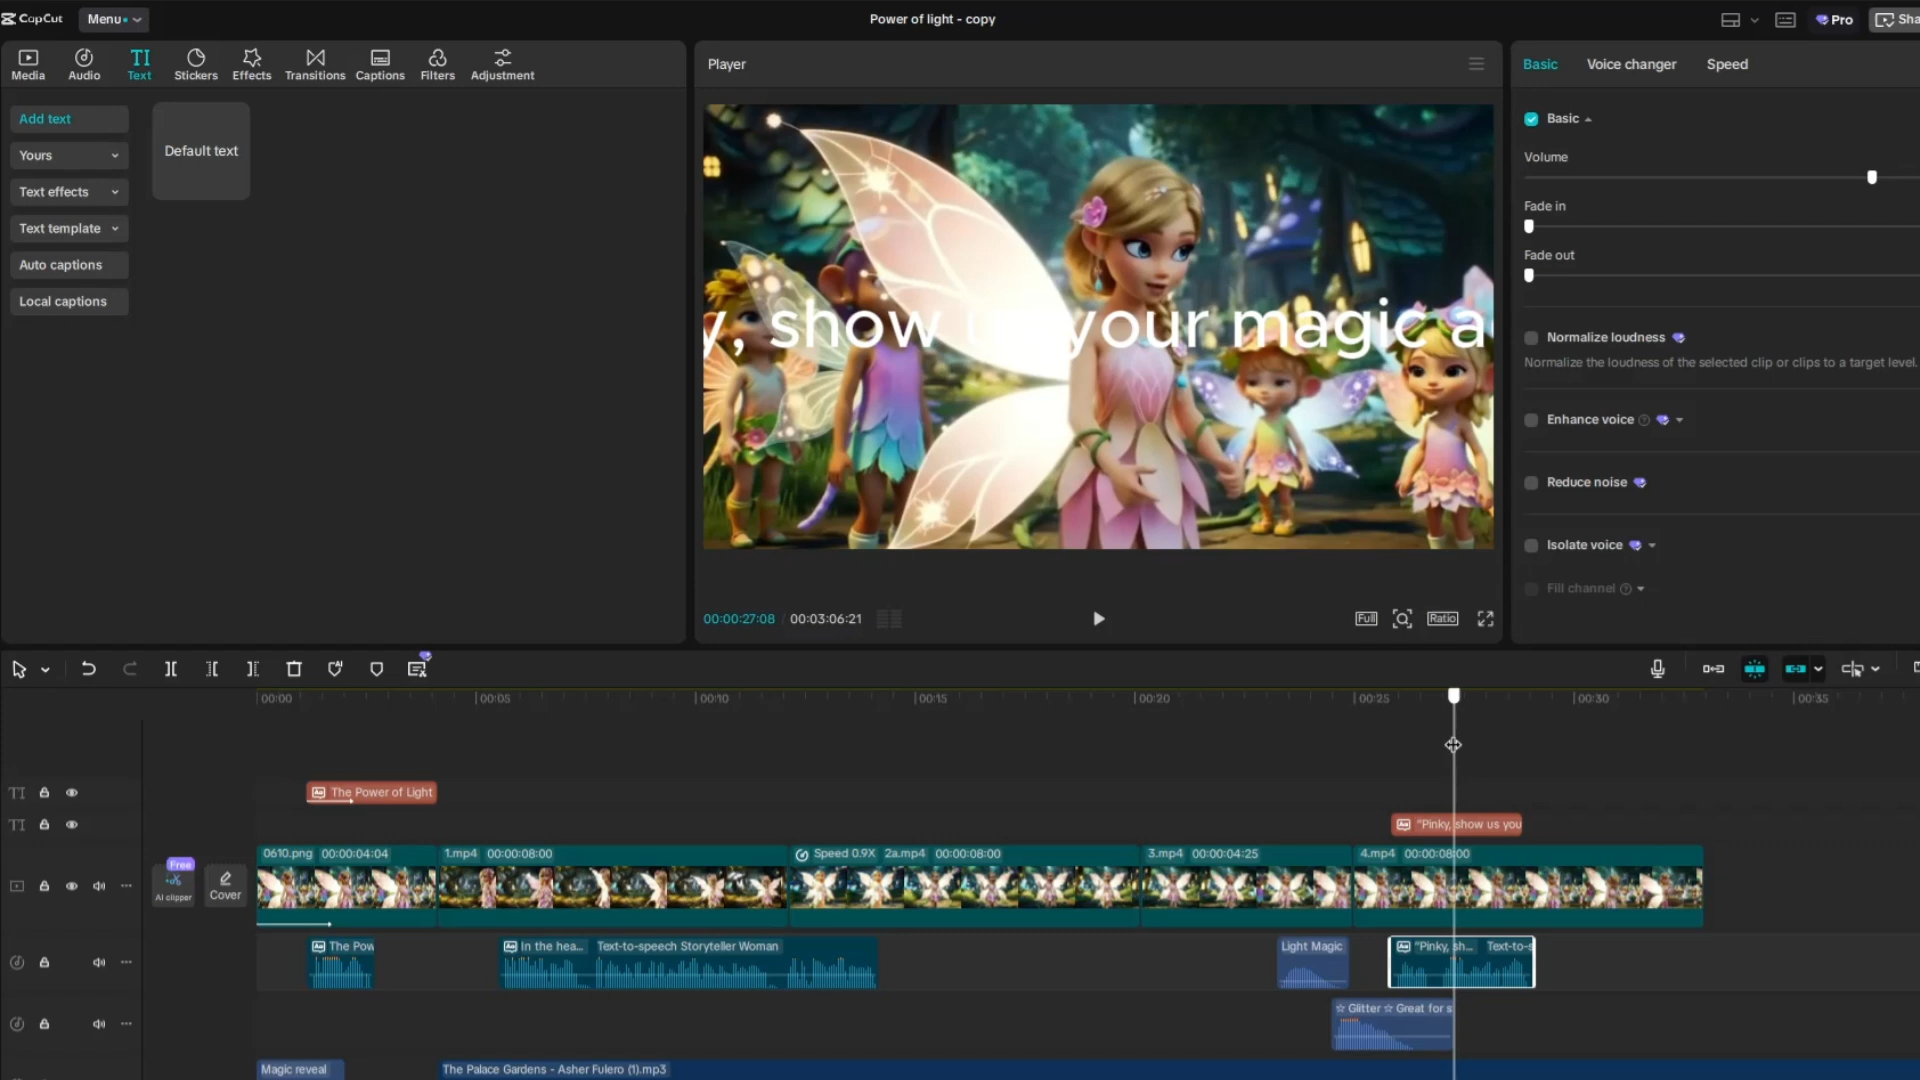 CapCut
Menu
Power of light - copy
Pro
Sha
Media
Audio
TI
Text
Stickers
Effects
Transitions
Captions
Filters
Adjustment
Player
Basic
Voice changer
Speed
Add text
Yours
Text effects
Text template
Auto captions
Local captions
Default text
y, show us your magic a
Basic
Volume
Fade in
Fade out
Normalize loudness
Normalize the loudness of the selected clip or clips to a target level.
Enhance voice
Reduce noise
Isolate voice
Fill channel
00:00:27:08 / 00:03:06:21
Full
Ratio
00:00
00:05
00:10
00:15
00:20
00:25
00:30
00:35
TI
The Power of Light
TI
"Pinky, show us you
Free
AI clipper
Cover
0610.png 00:00:04:04
1.mp4 00:00:08:00
Speed 0.9X 2a.mp4 00:00:08:00
3.mp4 00:00:04:25
4.mp4 00:00:08:00
The Pow
In the hea... Text-to-speech Storyteller Woman
Light Magic
"Pinky, sh... Text-to-s
Glitter ☆ Great for s
Magic reveal
The Palace Gardens - Asher Fulero (1).mp3